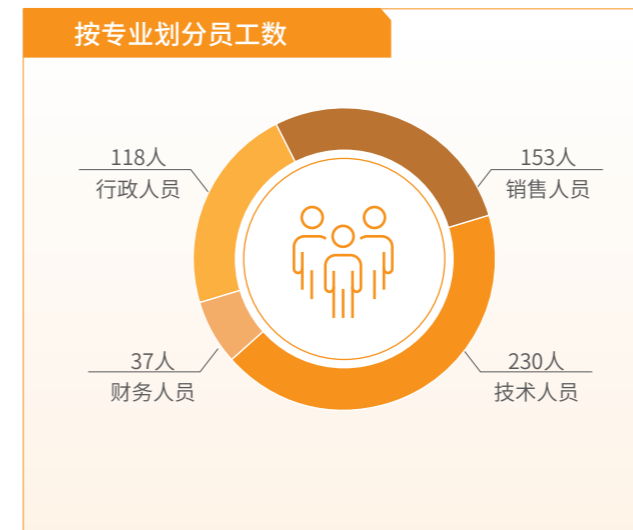 按专业划分员工数
118人
行政人员
153人
销售人员
37人
财务人员
230人
技术人员